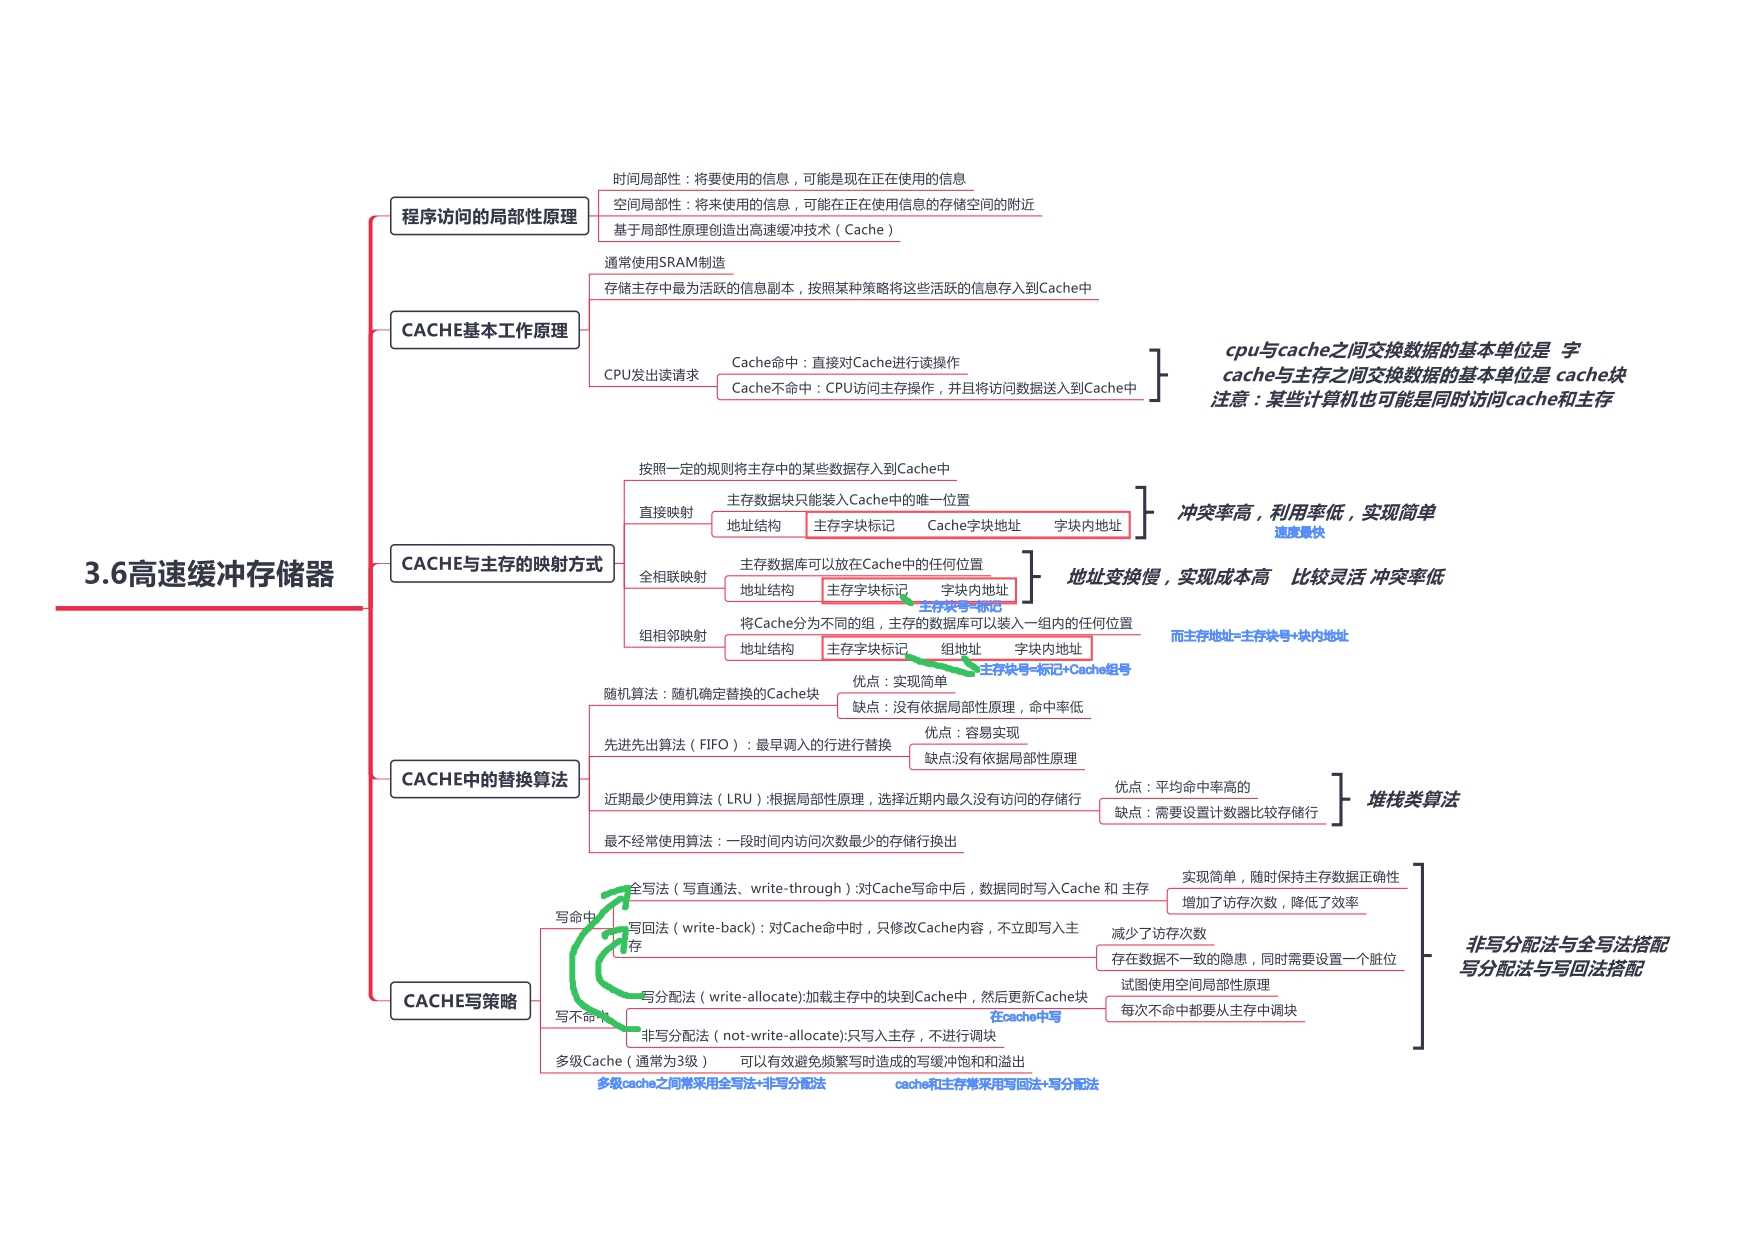 3.6高速缓冲存储器
程序访问的局部性原理
时间局部性：将要使用的信息，可能是现在正在使用的信息
空间局部性：将来使用的信息，可能在正在使用信息的存储空间的附近
基于局部性原理创造出高速缓冲技术（Cache）
CACHE基本工作原理
通常使用SRAM制造
存储主存中最为活跃的信息副本，按照某种策略将这些活跃的信息存入到Cache中
CPU发出读请求
Cache命中：直接对Cache进行读操作
Cache不命中：CPU访问主存操作，并且将访问数据送入到Cache中
cpu与cache之间交换数据的基本单位是 字
cache与主存之间交换数据的基本单位是 cache块
注意：某些计算机也可能是同时访问cache和主存
CACHE与主存的映射方式
按照一定的规则将主存中的某些数据存入到Cache中
直接映射
主存数据块只能装入Cache中的唯一位置
地址结构 主存字块标记 Cache字块地址 字块内地址
冲突率高，利用率低，实现简单
速度最快
全相联映射
主存数据库可以放在Cache中的任何位置
地址结构 主存字块标记 字块内地址
主存块号=标记
地址变换慢，实现成本高 比较灵活 冲突率低
组相邻映射
将Cache分为不同的组，主存的数据库可以装入一组内的任何位置
地址结构 主存字块标记 组地址 字块内地址
主存块号=标记+Cache组号
而主存地址=主存块号+块内地址
CACHE中的替换算法
随机算法：随机确定替换的Cache块
优点：实现简单
缺点：没有依据局部性原理，命中率低
先进先出算法（FIFO）：最早调入的行进行替换
优点：容易实现
缺点:没有依据局部性原理
近期最少使用算法（LRU）:根据局部性原理，选择近期内最久没有访问的存储行
优点：平均命中率高的
缺点：需要设置计数器比较存储行
堆栈类算法
最不经常使用算法：一段时间内访问次数最少的存储行换出
CACHE写策略
写命中
全写法（写直通法、write-through）:对Cache写命中后，数据同时写入Cache 和 主存
实现简单，随时保持主存数据正确性
增加了访存次数，降低了效率
写回法（write-back)：对Cache命中时，只修改Cache内容，不立即写入主
存
减少了访存次数
存在数据不一致的隐患，同时需要设置一个脏位
写不命中
写分配法（write-allocate):加载主存中的块到Cache中，然后更新Cache块
在cache中写
试图使用空间局部性原理
每次不命中都要从主存中调块
非写分配法（not-write-allocate):只写入主存，不进行调块
非写分配法与全写法搭配
写分配法与写回法搭配
多级Cache（通常为3级） 可以有效避免频繁写时造成的写缓冲饱和和溢出
多级cache之间常采用全写法+非写分配法 cache和主存常采用写回法+写分配法